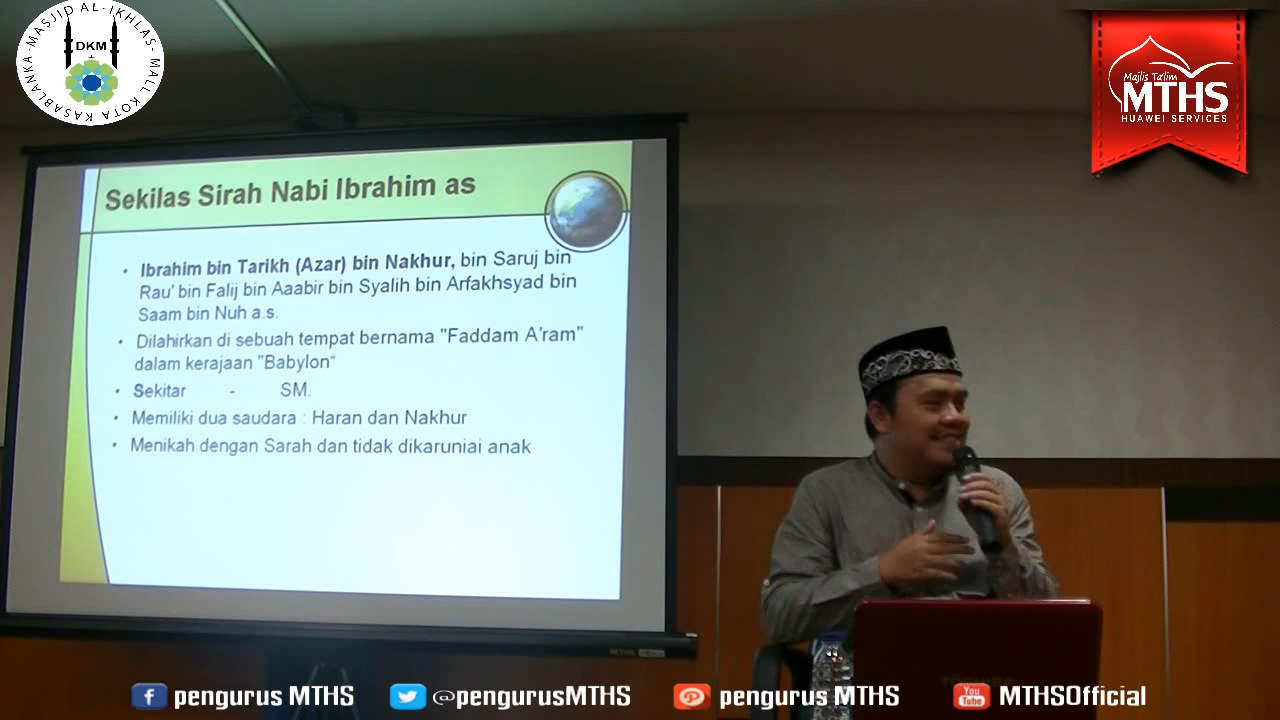 MASJID AL-IKHLAS- MALL KOTA KASABLANKA-
DKM
Majlis Ta'lim
MTHS
HUAWEI SERVICES
Sekilas Sirah Nabi Ibrahim as
• Ibrahim bin Tarikh (Azar) bin Nakhur, bin Saruj bin
Rau' bin Falij bin Aaabir bin Syalih bin Arfakhsyad bin
Saam bin Nuh a.s.
• Dilahirkan di sebuah tempat bernama "Faddam A'ram"
dalam kerajaan "Babylon"
• Sekitar - SM.
• Memiliki dua saudara : Haran dan Nakhur
• Menikah dengan Sarah dan tidak dikaruniai anak
pengurus MTHS
@pengurusMTHS
pengurus MTHS
You Tube
MTHSOfficial